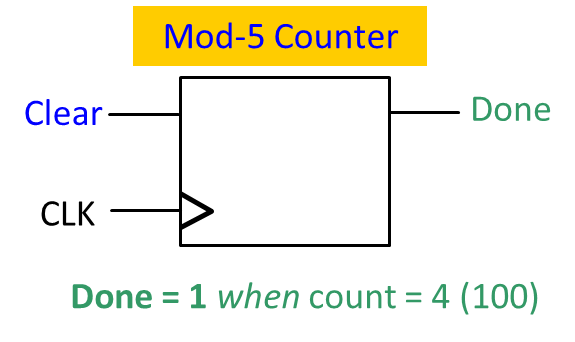 Mod-5 Counter
Clear
Done
CLK
Done = 1 when count = 4 (100)